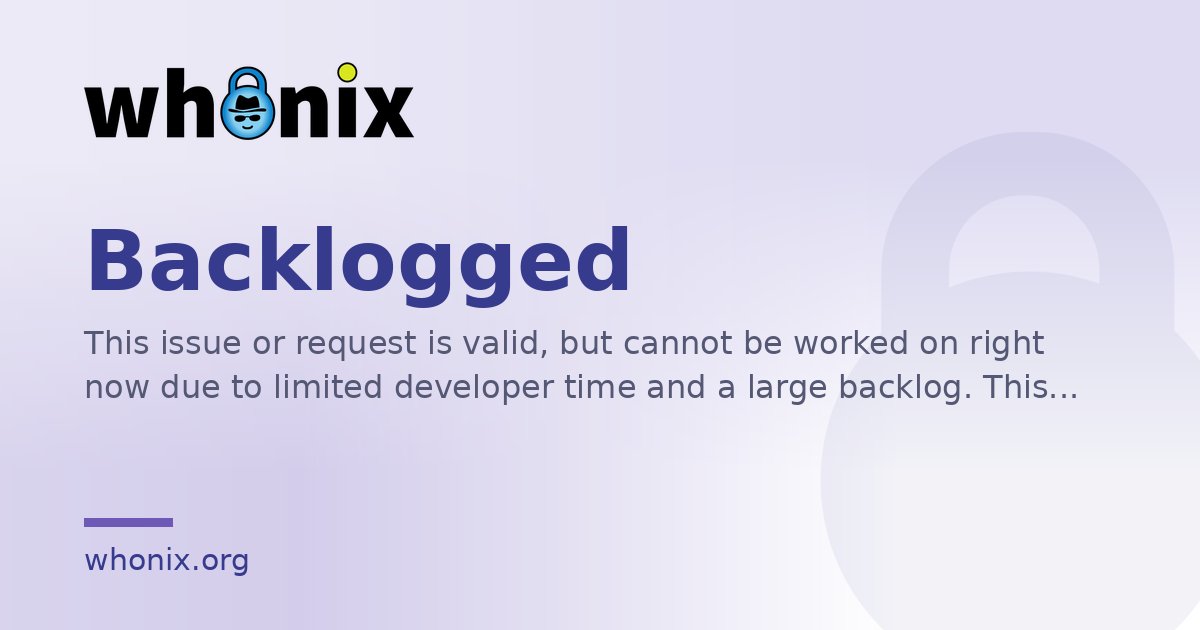 whonix
Backlogged
This issue or request is valid, but cannot be worked on right
now due to limited developer time and a large backlog. This...
whonix.org